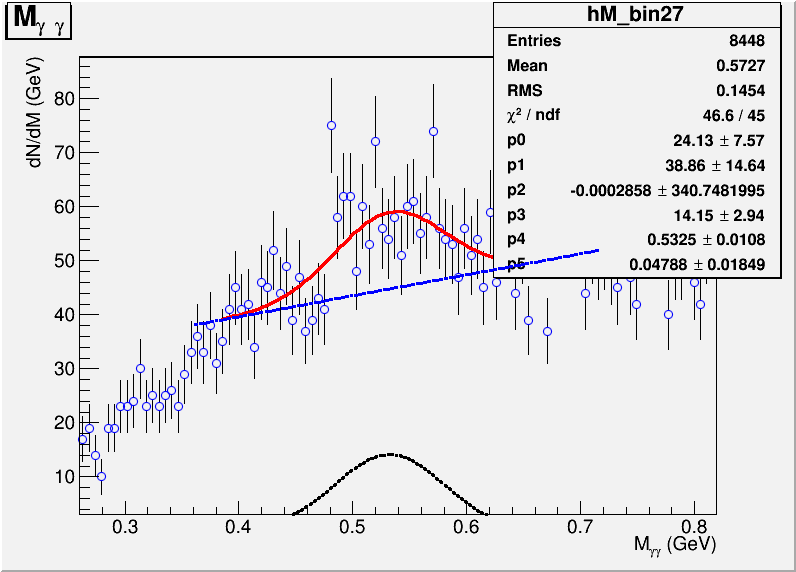 Mγ γ
hM_bin27
Entries 8448
Mean 0.5727
RMS 0.1454
χ² / ndf 46.6 / 45
p0 24.13 ± 7.57
p1 38.86 ± 14.64
p2 -0.0002858 ± 340.7481995
p3 14.15 ± 2.94
p4 0.5325 ± 0.0108
p5 0.04788 ± 0.01849
dN/dM (GeV)
80
70
60
50
40
30
20
10
0.3 0.4 0.5 0.6 0.7 0.8
Mγγ (GeV)